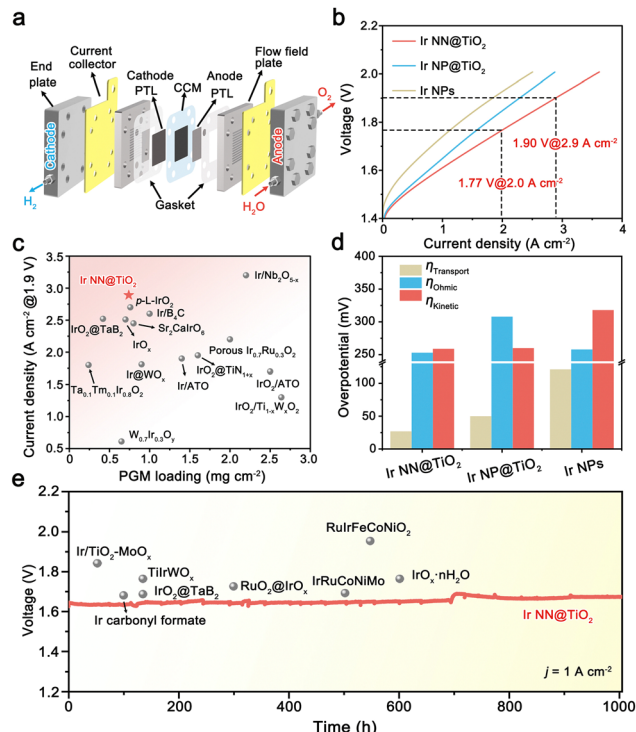 a
End
plate
Current
collector
Cathode
PTL
CCM
Anode
PTL
Flow field
plate
O2
Cathode
Anode
H2
Gasket
H2O
b
Voltage (V)
2.2
2.0
1.8
1.6
1.4
Ir NN@TiO2
Ir NP@TiO2
Ir NPs
1.90 V@2.9 A cm-2
1.77 V@2.0 A cm-2
0 1 2 3 4
Current density (A cm-2)
c
Current density (A cm-2 @1.9 V)
3.5
3.0
2.5
2.0
1.5
1.0
0.5
Ir NN@TiO2
Ir/Nb2O5-x
p-L-IrO2
Ir/B4C
IrO2@TaB2
Sr2CaIrO6
IrOx
Porous Ir0.7Ru0.3O2
Ir@WOx
IrO2@TiN1+x
Ir/ATO
IrO2/ATO
Ta0.1Tm0.1Ir0.8O2
IrO2/Ti1-xWxO2
W0.7Ir0.3Oy
0.0 0.5 1.0 1.5 2.0 2.5 3.0
PGM loading (mg cm-2)
d
Overpotential (mV)
400
350
300
250
100
50
0
ηTransport
ηOhmic
ηKinetic
Ir NN@TiO2
Ir NP@TiO2
Ir NPs
e
Voltage (V)
2.2
2.0
1.8
1.6
1.4
1.2
RuIrFeCoNiO2
Ir/TiO2-MoOx
TiIrWOx
IrO2@TaB2
RuO2@IrOx
IrRuCoNiMo
IrOx·nH2O
Ir carbonyl formate
Ir NN@TiO2
j = 1 A cm-2
0 200 400 600 800 1000
Time (h)